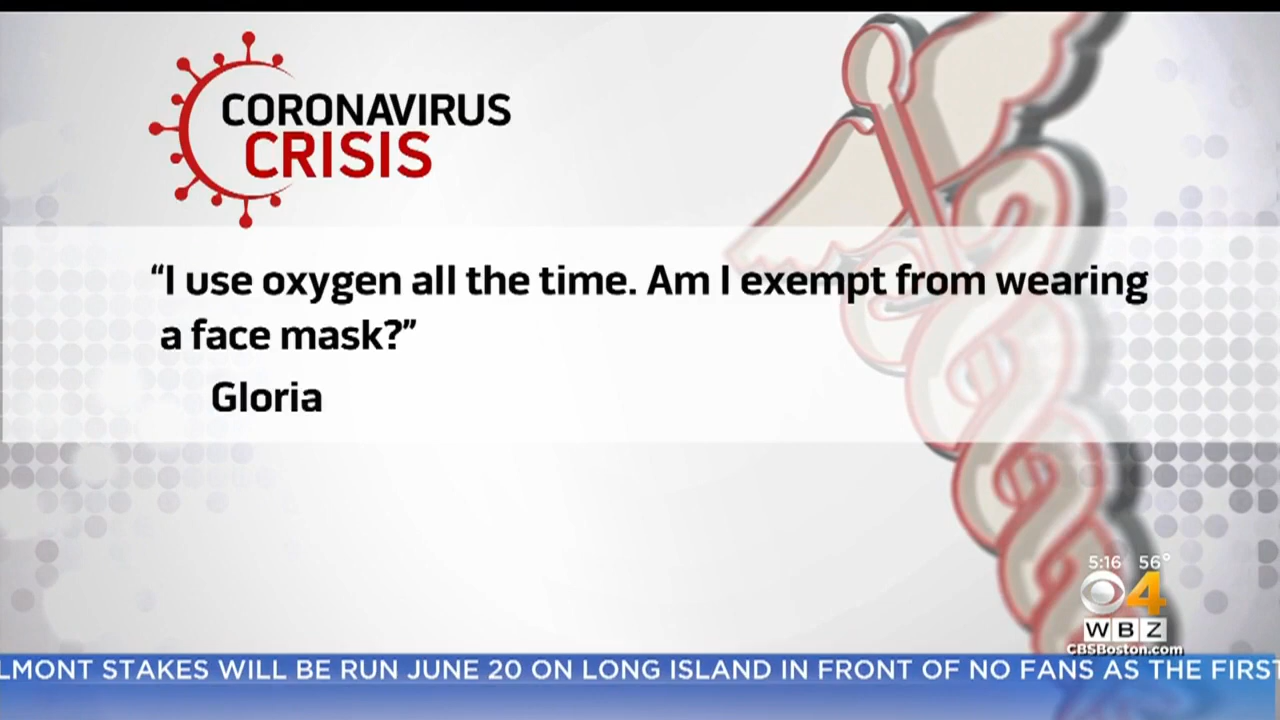 CORONAVIRUS
CRISIS
“I use oxygen all the time. Am I exempt from wearing
a face mask?”
Gloria
5:16 56°
4
WBZ
CBSBoston.com
LMONT STAKES WILL BE RUN JUNE 20 ON LONG ISLAND IN FRONT OF NO FANS AS THE FIRST